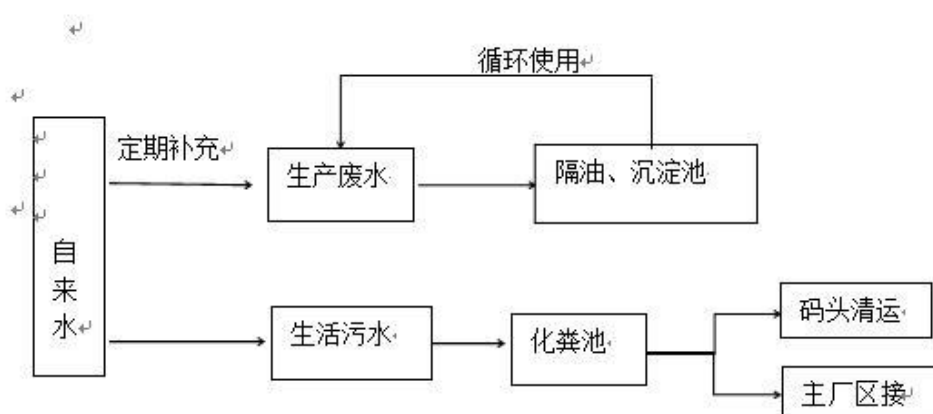 循环使用
定期补充
生产废水
隔油、沉淀池
自来水
生活污水
化粪池
码头清运
主厂区接